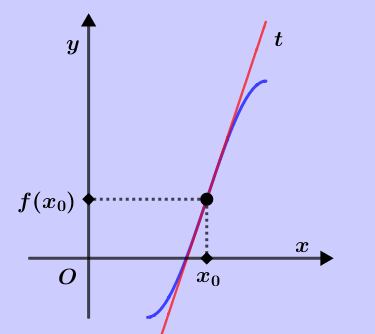 y
t
f(x₀)
x
O
x₀